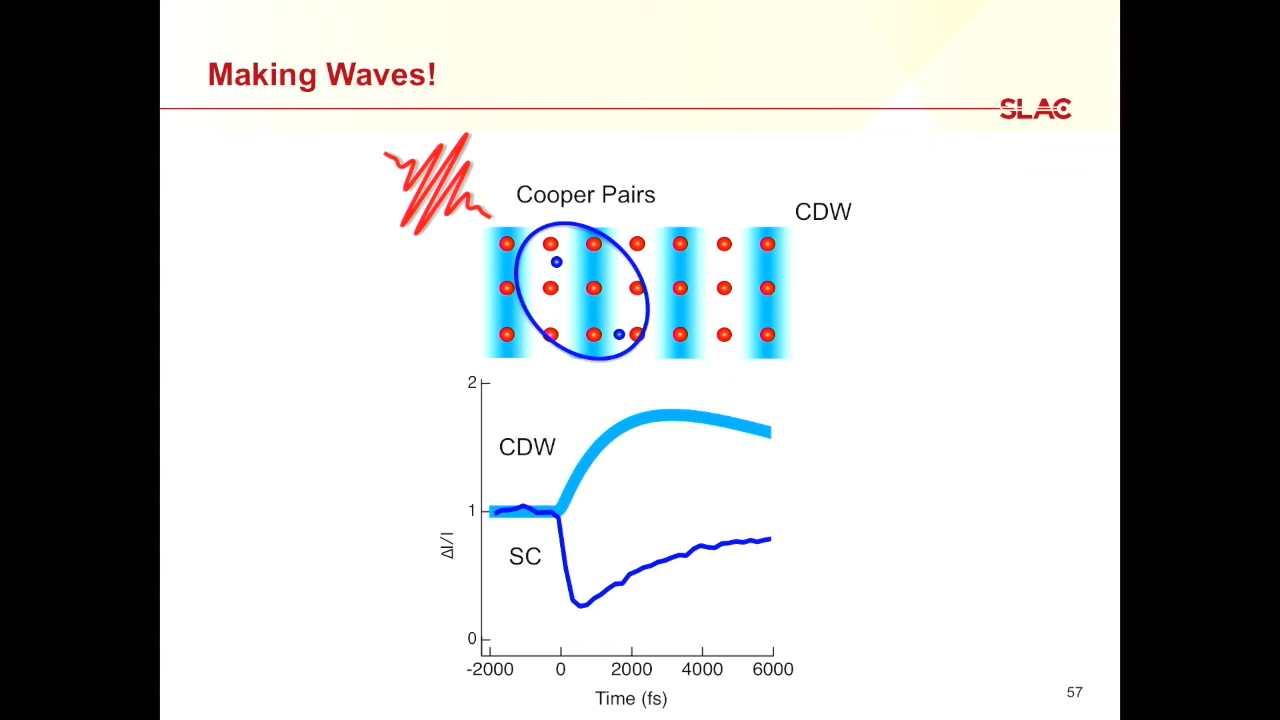 Making Waves!
SLAC
Cooper Pairs
CDW
2
CDW
1
ΔI/I
SC
0
-2000 0 2000 4000 6000
Time (fs)
57